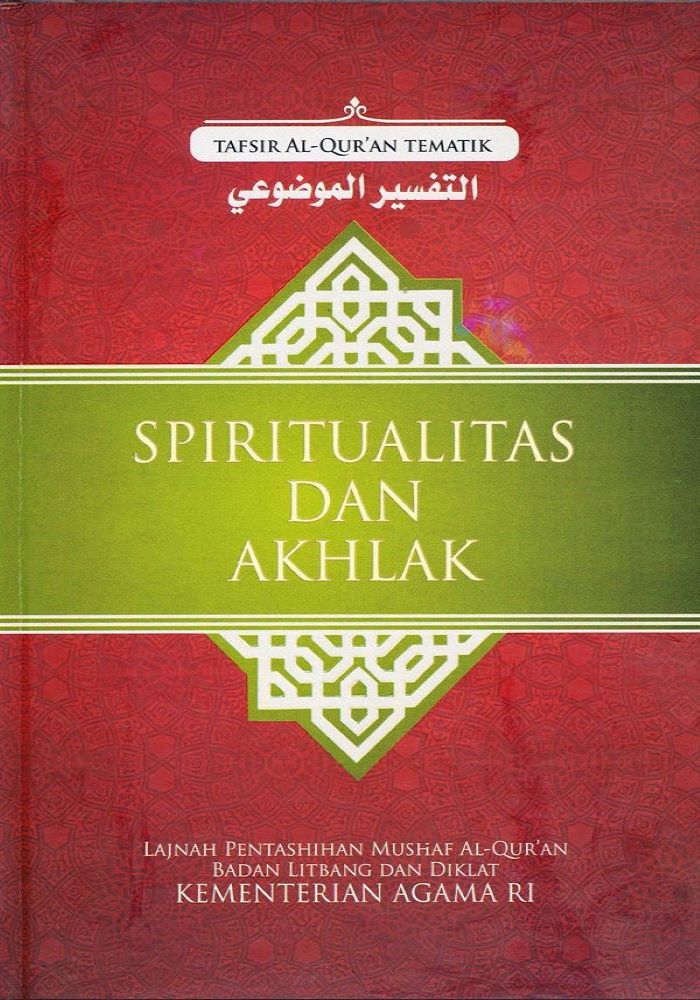 TAFSIR AL-QUR'AN TEMATIK
التفسير الموضوعي
SPIRITUALITAS
DAN
AKHLAK
LAJNAH PENTASHIHAN MUSHAF AL-QUR'AN
BADAN LITBANG DAN DIKLAT
KEMENTERIAN AGAMA RI